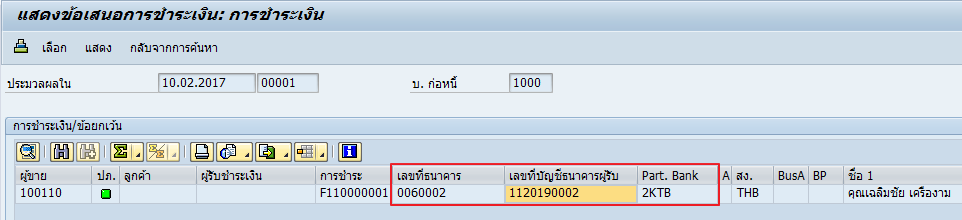 แสดงข้อเสนอการชำระเงิน: การชำระเงิน
เลือก แสดง กลับจากการค้นหา
ประมวลผลใน 10.02.2017 00001 บ. ก่อหนี้ 1000
การชำระเงิน/ข้อยกเว้น
ผู้ขาย ปภ. ลูกค้า ผู้รับชำระเงิน การชำระ เลขที่ธนาคาร เลขที่บัญชีธนาคารผู้รับ Part. Bank A สง. BusA BP ชื่อ 1
100110 F110000001 0060002 1120190002 2KTB THB คุณเฉลิมชัย เครืองาม